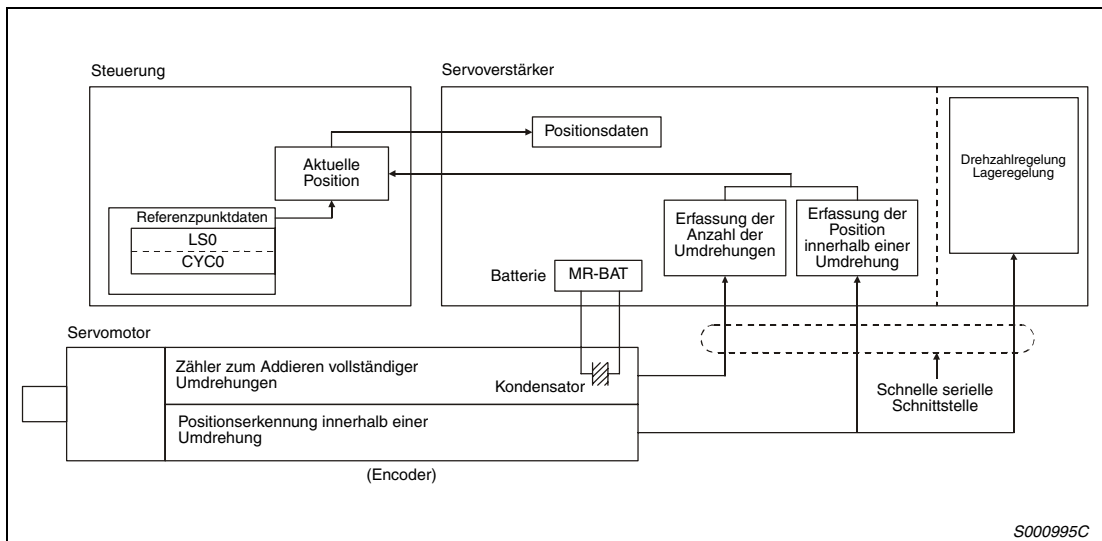 Steuerung
Servoverstärker
Positionsdaten
Aktuelle
Position
Drehzahlregelung
Lageregelung
Referenzpunktdaten
LS0
CYC0
Erfassung der
Anzahl der
Umdrehungen
Erfassung der
Position
innerhalb einer
Umdrehung
Batterie
MR-BAT
Servomotor
Zähler zum Addieren vollständiger
Umdrehungen
Kondensator
Schnelle serielle
Schnittstelle
Positionserkennung innerhalb einer
Umdrehung
(Encoder)
S000995C